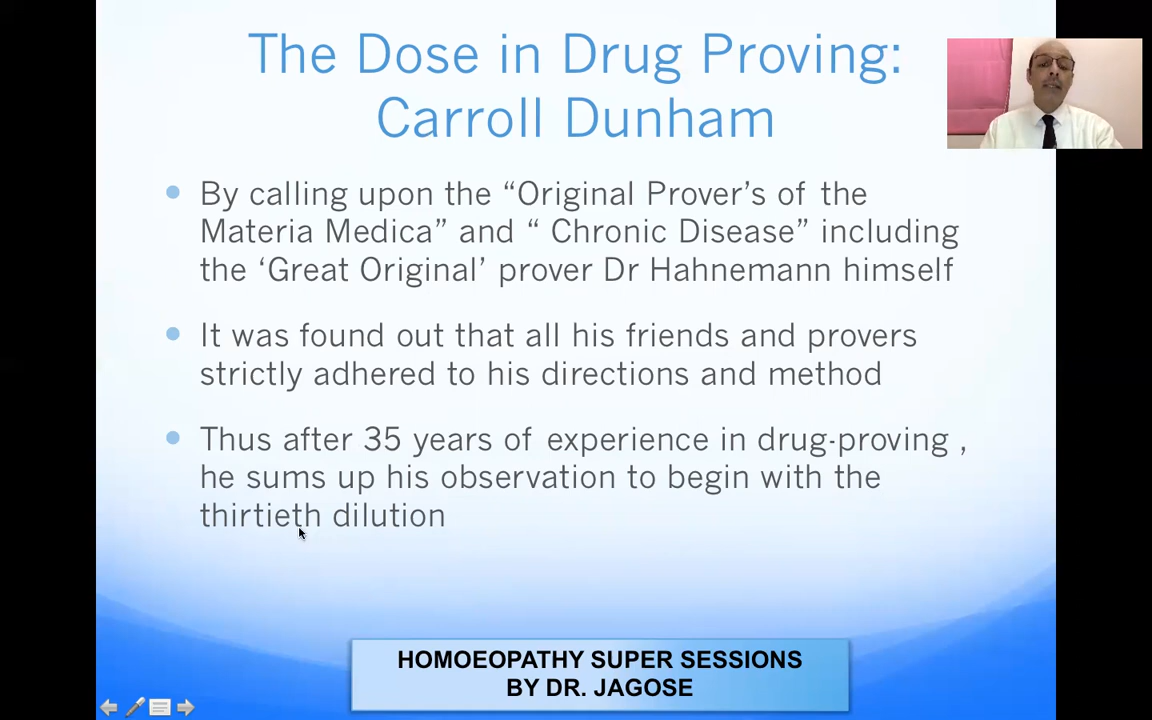 The Dose in Drug Proving:
Carroll Dunham
By calling upon the “Original Prover’s of the
Materia Medica” and “ Chronic Disease” including
the ‘Great Original’ prover Dr Hahnemann himself
It was found out that all his friends and provers
strictly adhered to his directions and method
Thus after 35 years of experience in drug-proving ,
he sums up his observation to begin with the
thirtieth dilution
HOMOEOPATHY SUPER SESSIONS
BY DR. JAGOSE